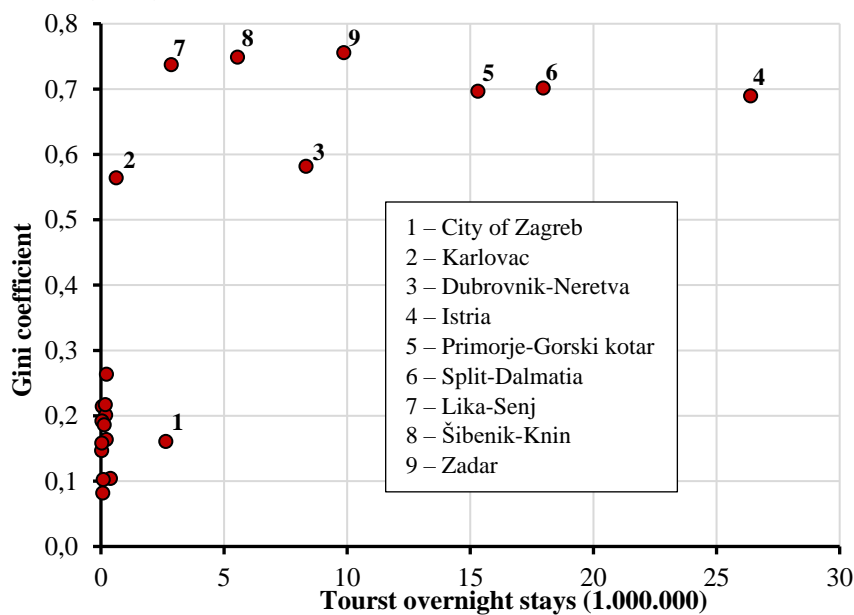 0,8
0,7
0,6
0,5
0,4
0,3
0,2
0,1
0,0
Gini coefficient
7
8
9
5
6
4
2
3
1
1 – City of Zagreb
2 – Karlovac
3 – Dubrovnik-Neretva
4 – Istria
5 – Primorje-Gorski kotar
6 – Split-Dalmatia
7 – Lika-Senj
8 – Šibenik-Knin
9 – Zadar
0 5 10 15 20 25 30
Tourst overnight stays (1.000.000)